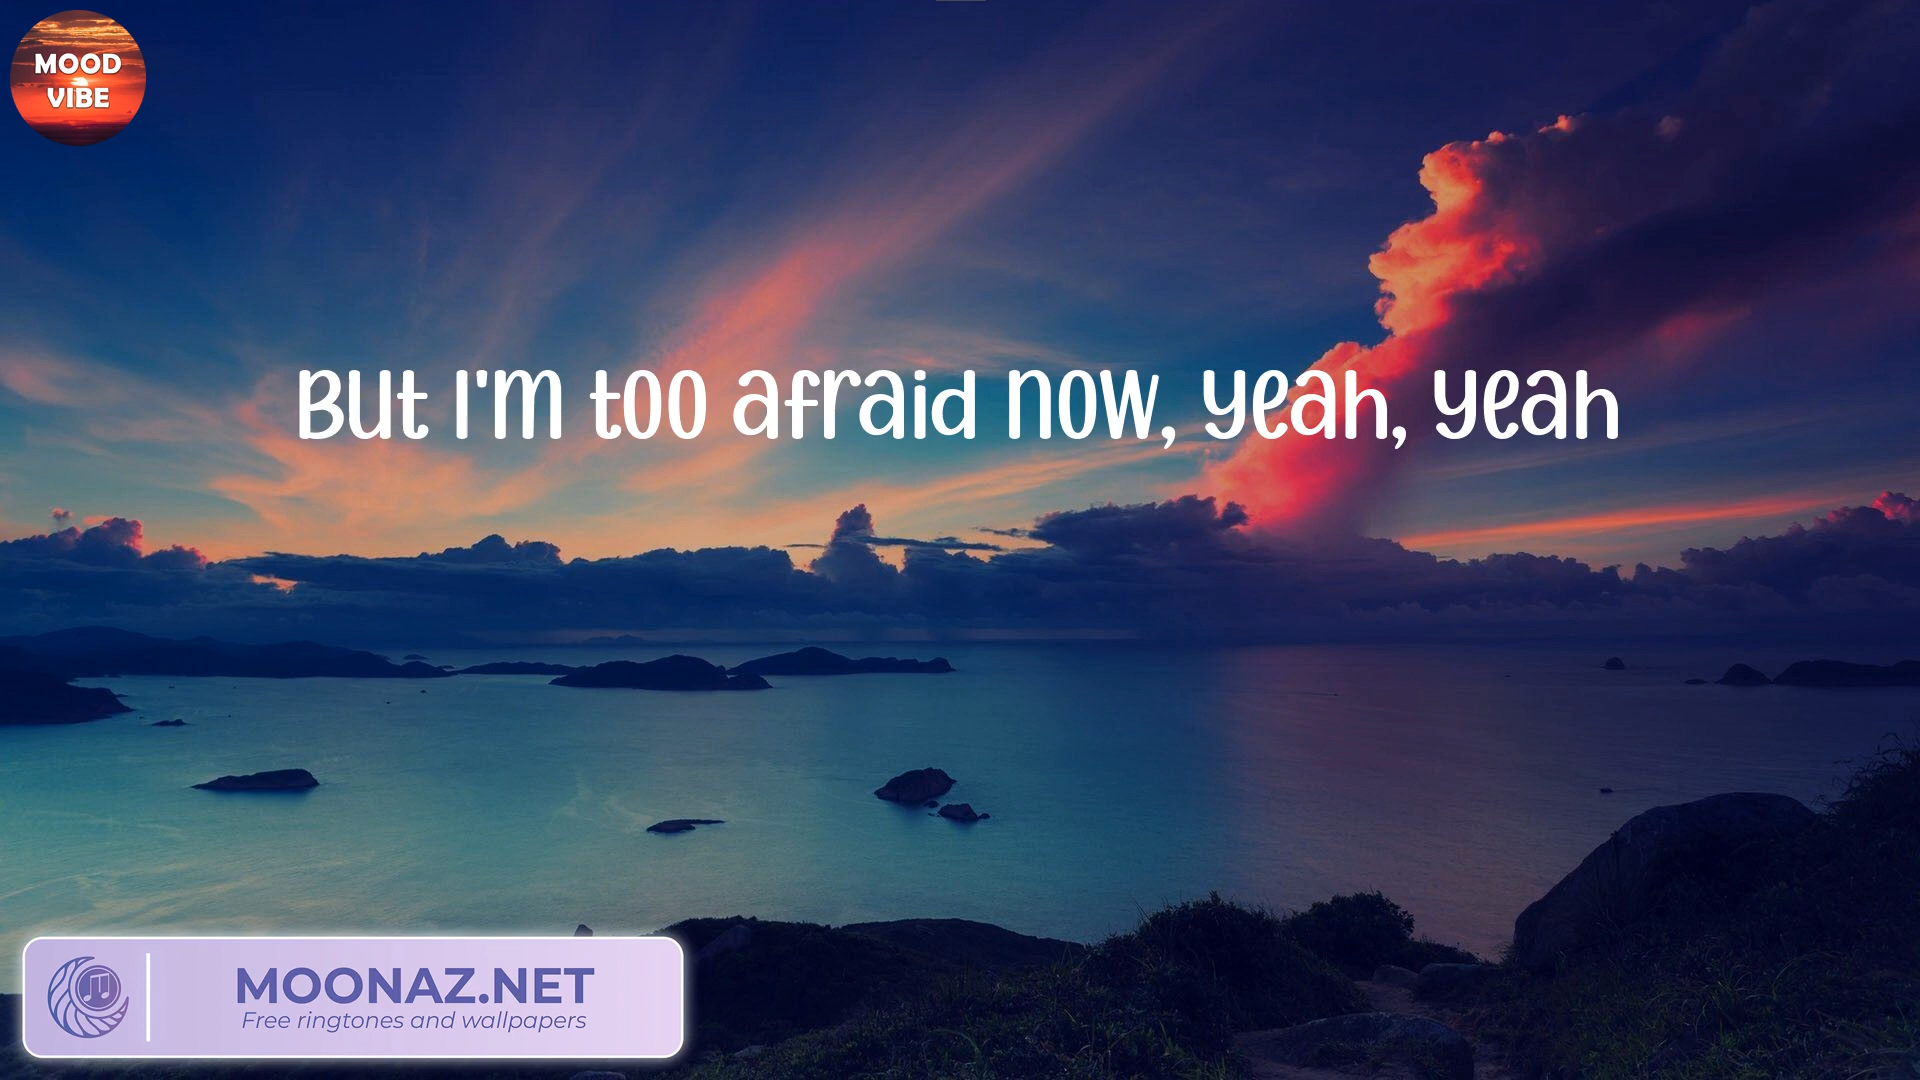 MOOD
VIBE
But I'm too afraid now, yeah, yeah
MOONAZ.NET
Free ringtones and wallpapers